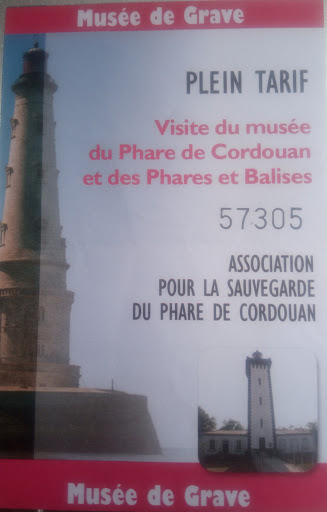 Musée de Grave
PLEIN TARIF
Visite du musée
du Phare de Cordouan
et des Phares et Balises
57305
ASSOCIATION
POUR LA SAUVEGARDE
DU PHARE DE CORDOUAN
Musée de Grave